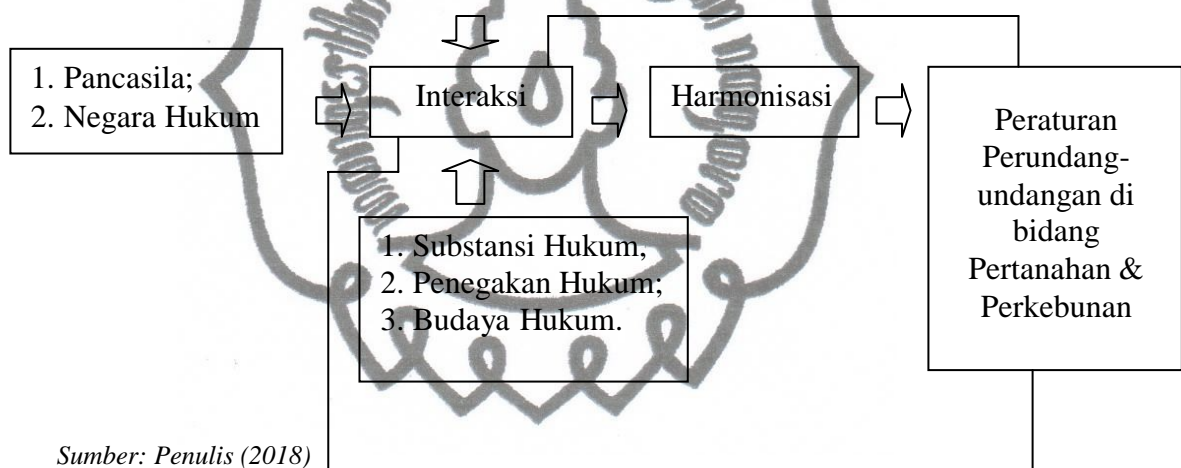 1. Pancasila;
2. Negara Hukum
Interaksi
Harmonisasi
Peraturan
Perundang-
undangan di
bidang
Pertanahan &
Perkebunan
1. Substansi Hukum,
2. Penegakan Hukum;
3. Budaya Hukum.
Sumber: Penulis (2018)